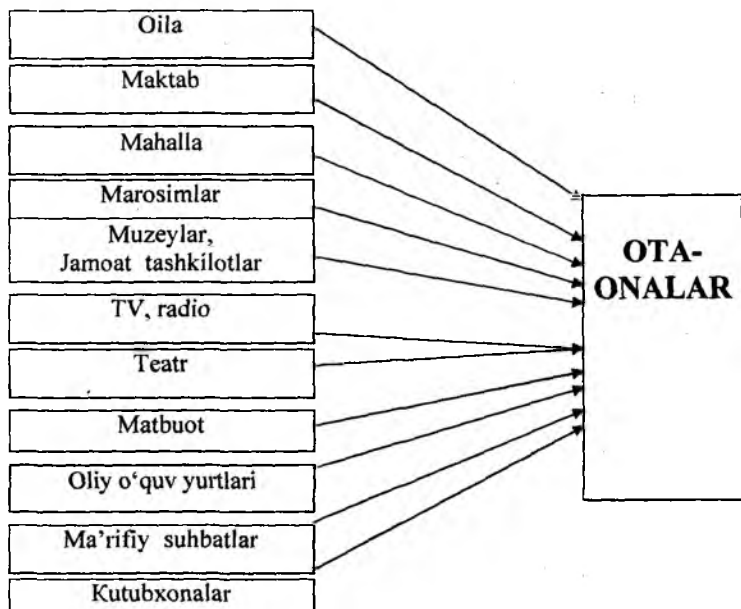 Oila
Maktab
Mahalla
Marosimlar
Muzeylar,
Jamoat tashkilotlar
TV, radio
Teatr
Matbuot
Oliy o‘quv yurtlari
Ma’rifiy suhbatlar
Kutubxonalar
OTA-
ONALAR